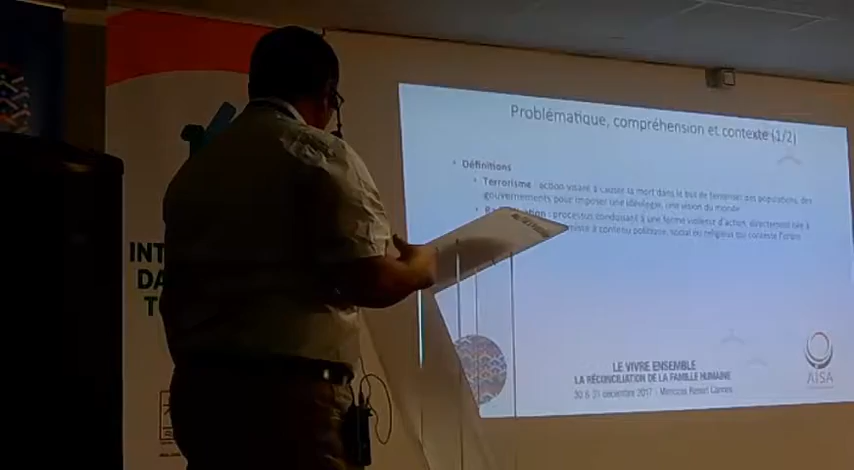 Problématique, compréhension et contexte (1/2)
• Définitions
• Terrorisme : action visant à causer la mort dans le but de terroriser des populations, des
gouvernements pour imposer une idéologie, une vision du monde
processus conduisant à une forme violente d'action, directement liée à
à contenu politique, social ou religieux qui conteste l'ordre
INT
DA
T
LE VIVRE ENSEMBLE
LA RÉCONCILIATION DE LA FAMILLE HUMAINE
30 & 31 décembre 2017 - Mimozas Resort Cannes
AISA